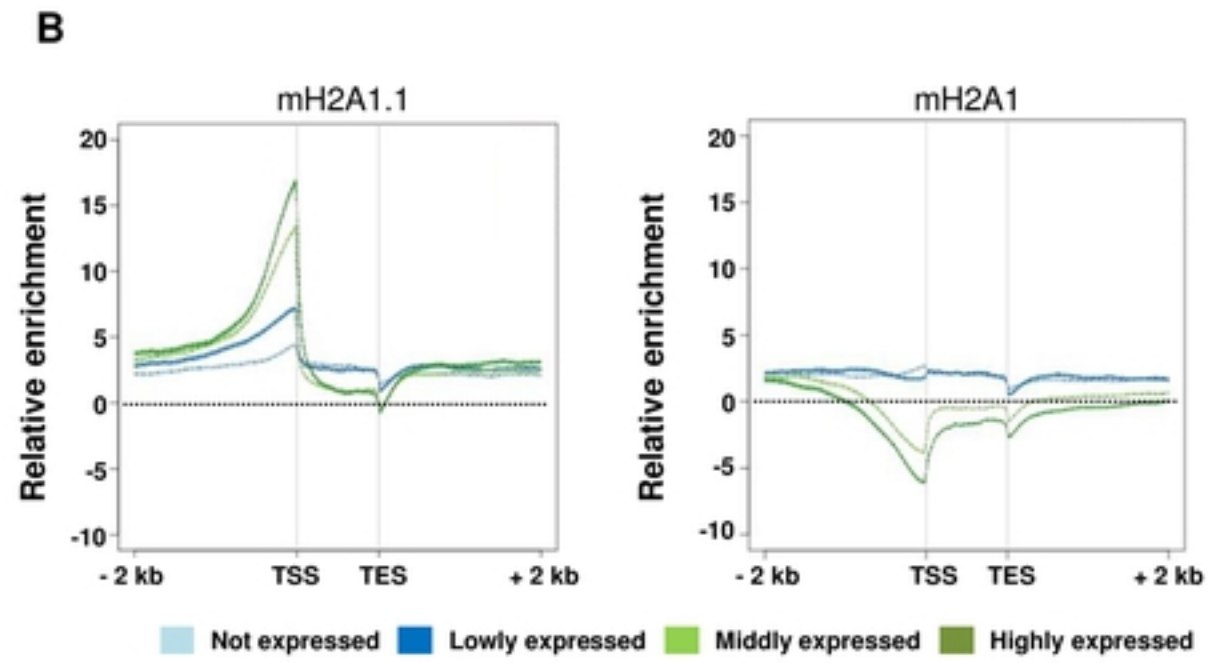 B
mH2A1.1
mH2A1
Relative enrichment
20
15
10
5
0
-5
-10
- 2 kb TSS TES + 2 kb
Relative enrichment
20
15
10
5
0
-5
-10
- 2 kb TSS TES + 2 kb
Not expressed Lowly expressed Middly expressed Highly expressed